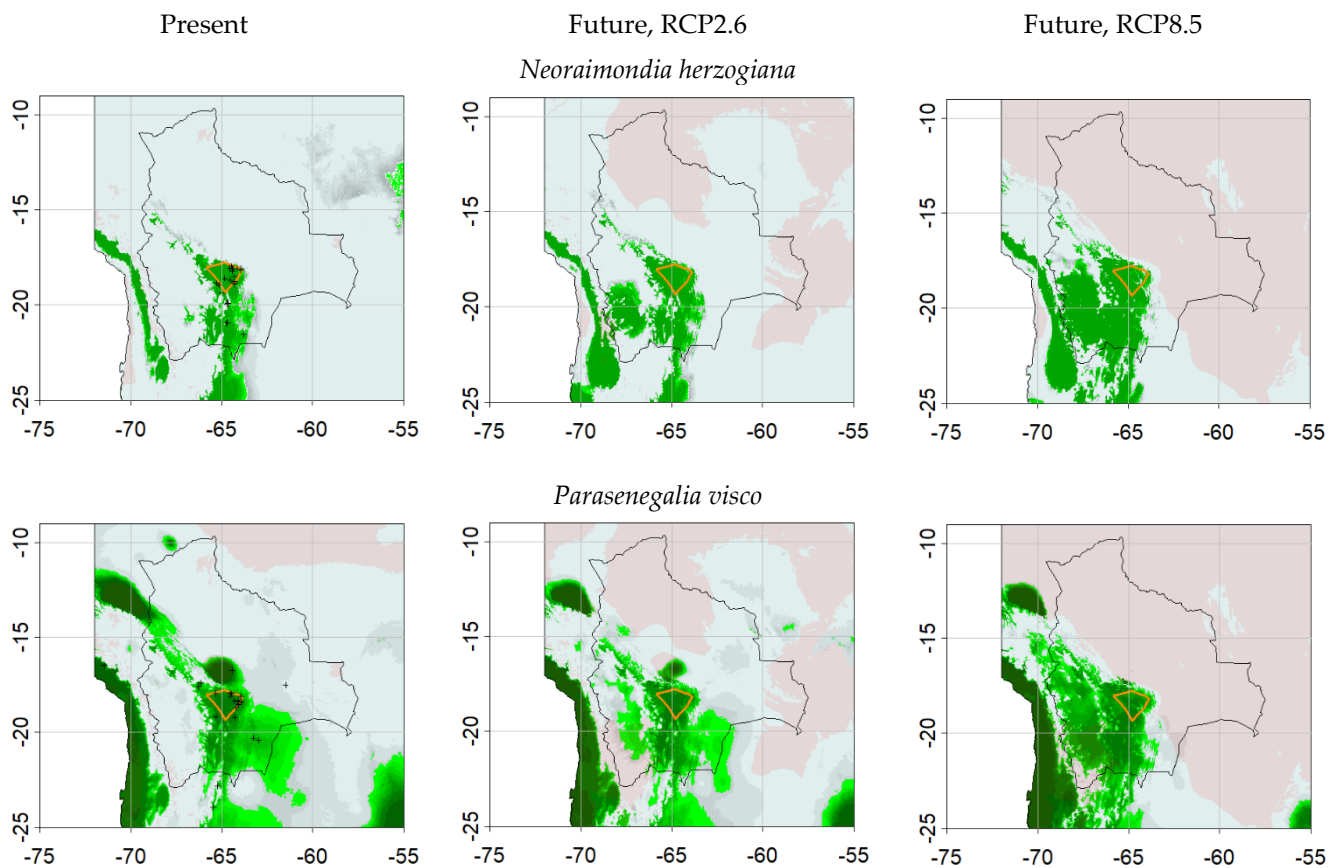 Present Future, RCP2.6 Future, RCP8.5
Neoraimondia herzogiana
-10 -10 -10
-15 -15 -15
-20 -20 -20
-25 -25 -25
-75 -70 -65 -60 -55 -75 -70 -65 -60 -55 -75 -70 -65 -60 -55
Parasenegalia visco
-10 -10 -10
-15 -15 -15
-20 -20 -20
-25 -25 -25
-75 -70 -65 -60 -55 -75 -70 -65 -60 -55 -75 -70 -65 -60 -55